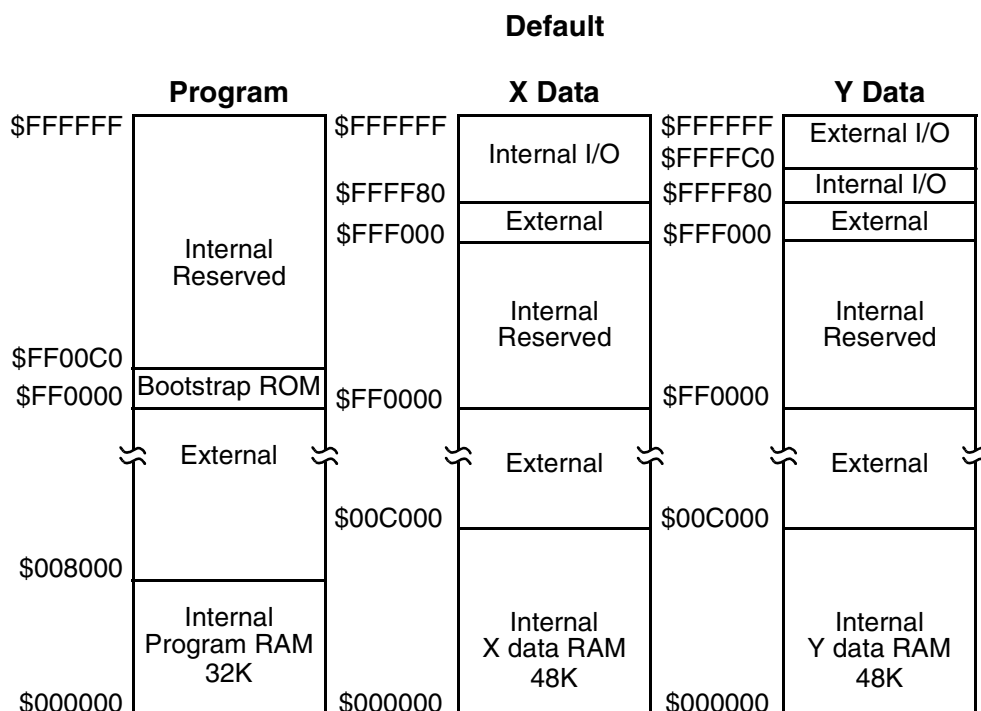 Default
Program
$FFFFFF
Internal
Reserved
$FF00C0
Bootstrap ROM
$FF0000
External
$008000
Internal
Program RAM
32K
$000000
X Data
$FFFFFF
Internal I/O
$FFFF80
External
$FFF000
Internal
Reserved
$FF0000
External
$00C000
Internal
X data RAM
48K
$000000
Y Data
$FFFFFF
External I/O
$FFFFC0
Internal I/O
$FFFF80
External
$FFF000
Internal
Reserved
$FF0000
External
$00C000
Internal
Y data RAM
48K
$000000